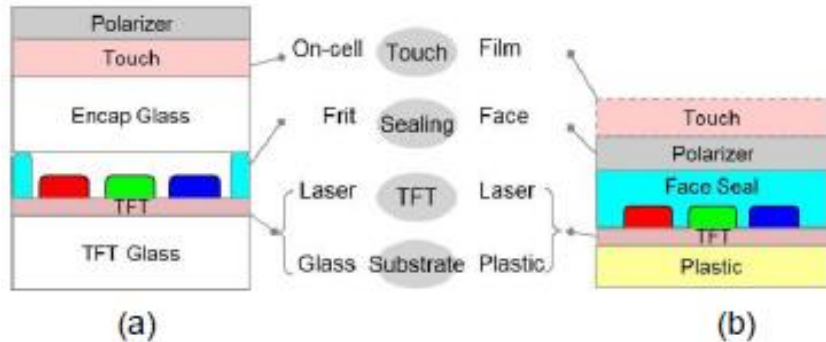 Polarizer
Touch
Encap Glass
TFT
TFT Glass
(a)
On-cell Touch Film
Frit Sealing Face
Laser TFT Laser
Glass Substrate Plastic
Touch
Polarizer
Face Seal
TFT
Plastic
(b)